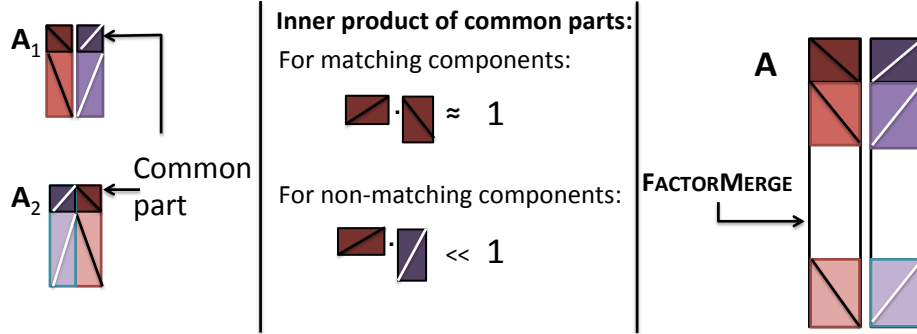 A1
A2
Common
part
Inner product of common parts:
For matching components:
· ≈ 1
For non-matching components:
· << 1
A
FACTORMERGE